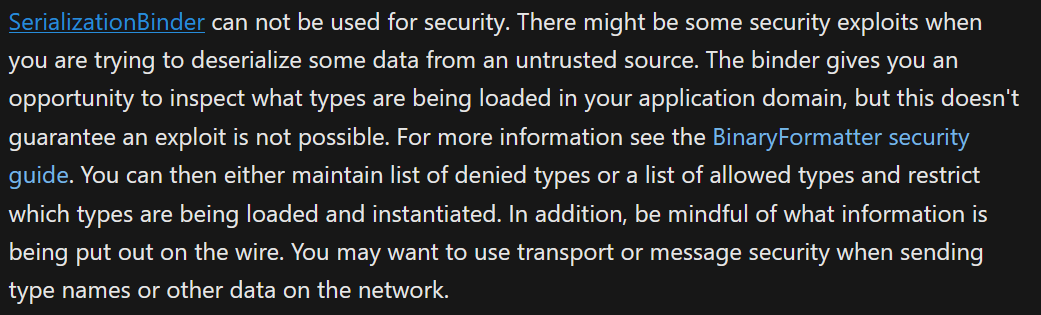 SerializationBinder can not be used for security. There might be some security exploits when
you are trying to deserialize some data from an untrusted source. The binder gives you an
opportunity to inspect what types are being loaded in your application domain, but this doesn't
guarantee an exploit is not possible. For more information see the BinaryFormatter security
guide. You can then either maintain list of denied types or a list of allowed types and restrict
which types are being loaded and instantiated. In addition, be mindful of what information is
being put out on the wire. You may want to use transport or message security when sending
type names or other data on the network.